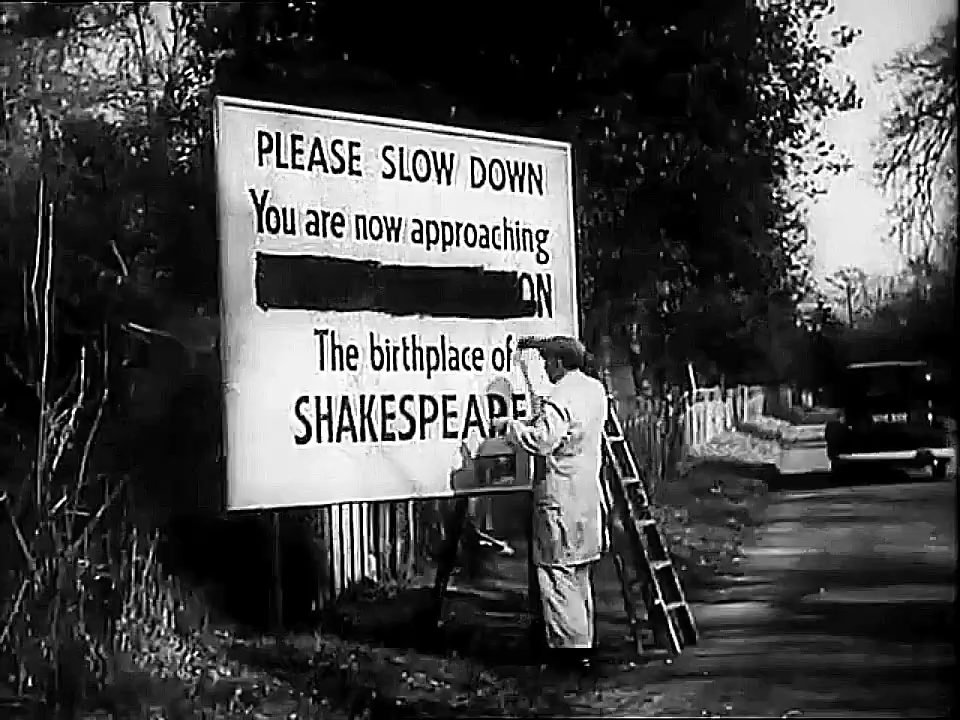 PLEASE SLOW DOWN
You are now approaching
ON
The birthplace of
SHAKESPEARE